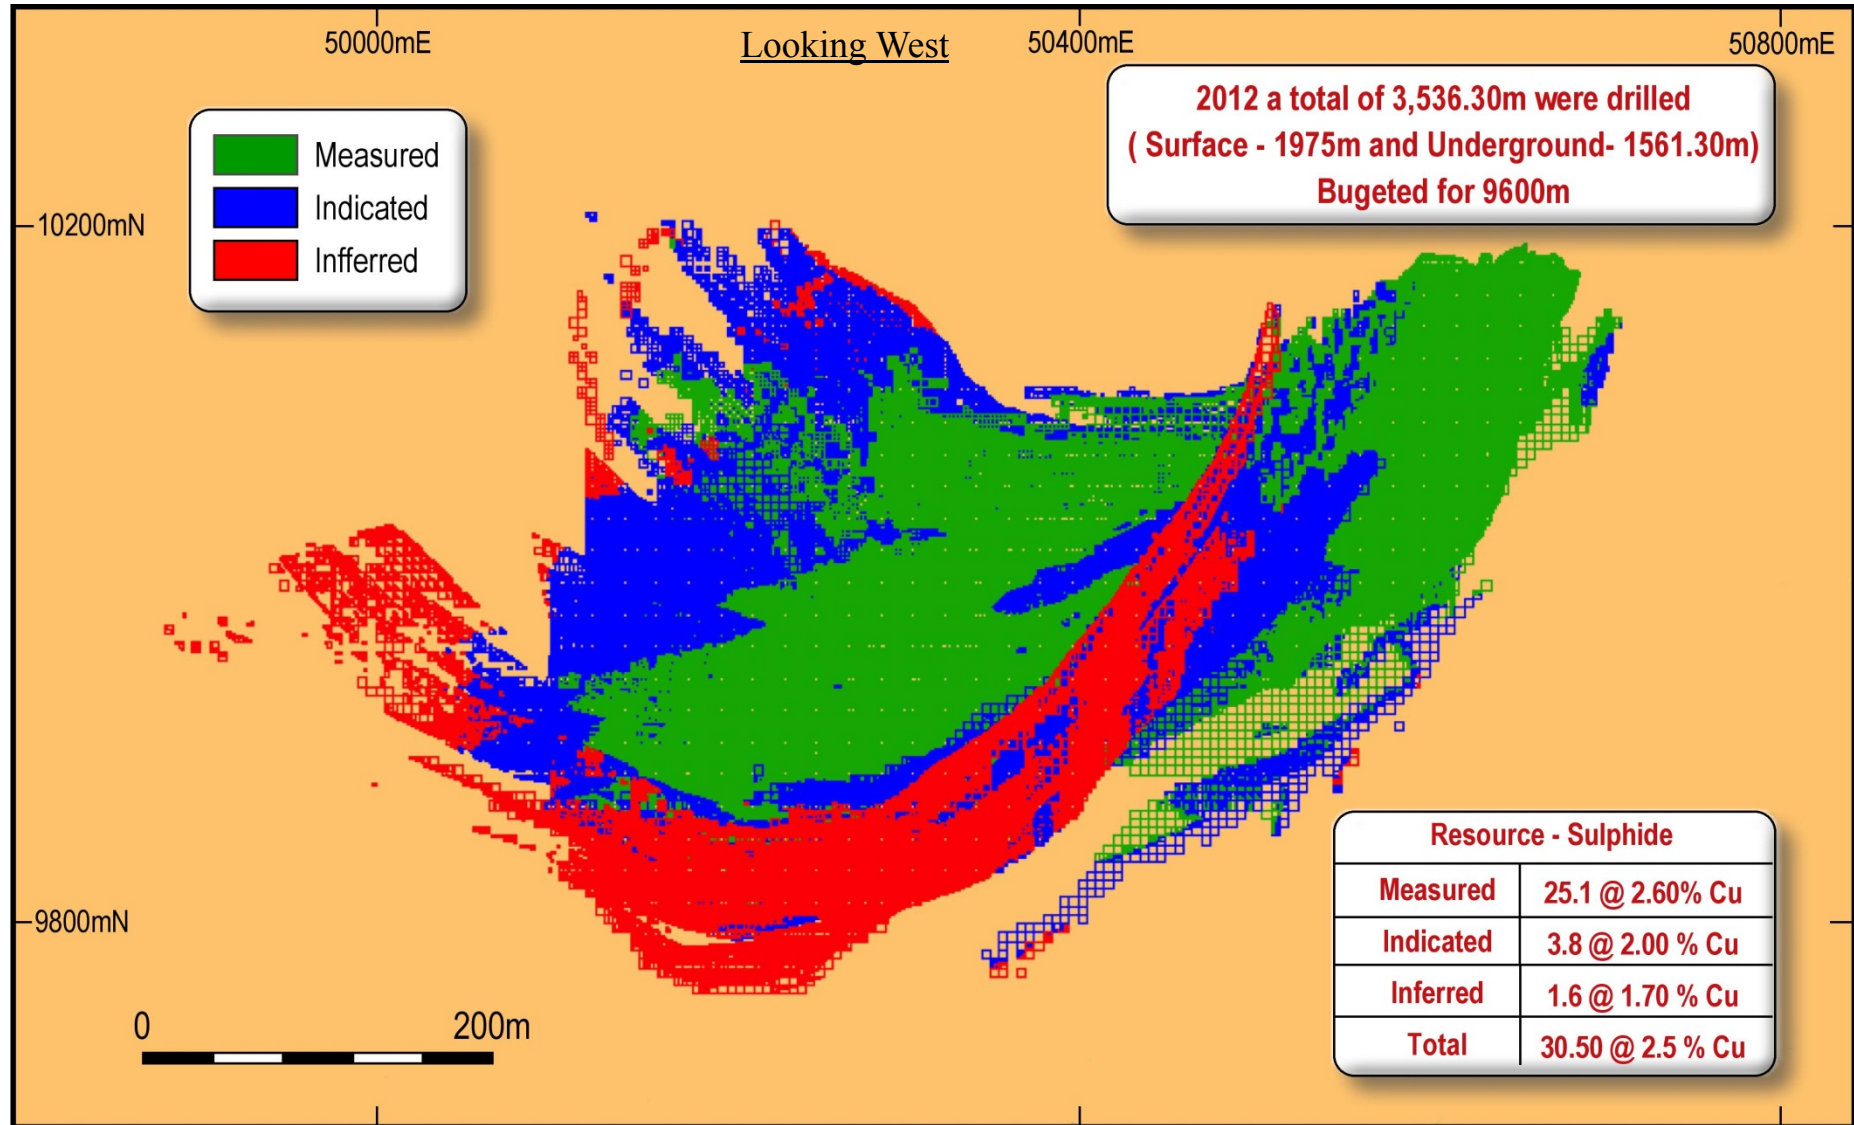 50000mE
Looking West
50400mE
50800mE
2012 a total of 3,536.30m were drilled
( Surface - 1975m and Underground- 1561.30m)
Bugeted for 9600m
Measured
Indicated
Infferred
10200mN
9800mN
Resource - Sulphide
Measured 25.1 @ 2.60% Cu
Indicated 3.8 @ 2.00 % Cu
Inferred 1.6 @ 1.70 % Cu
Total 30.50 @ 2.5 % Cu
0 200m